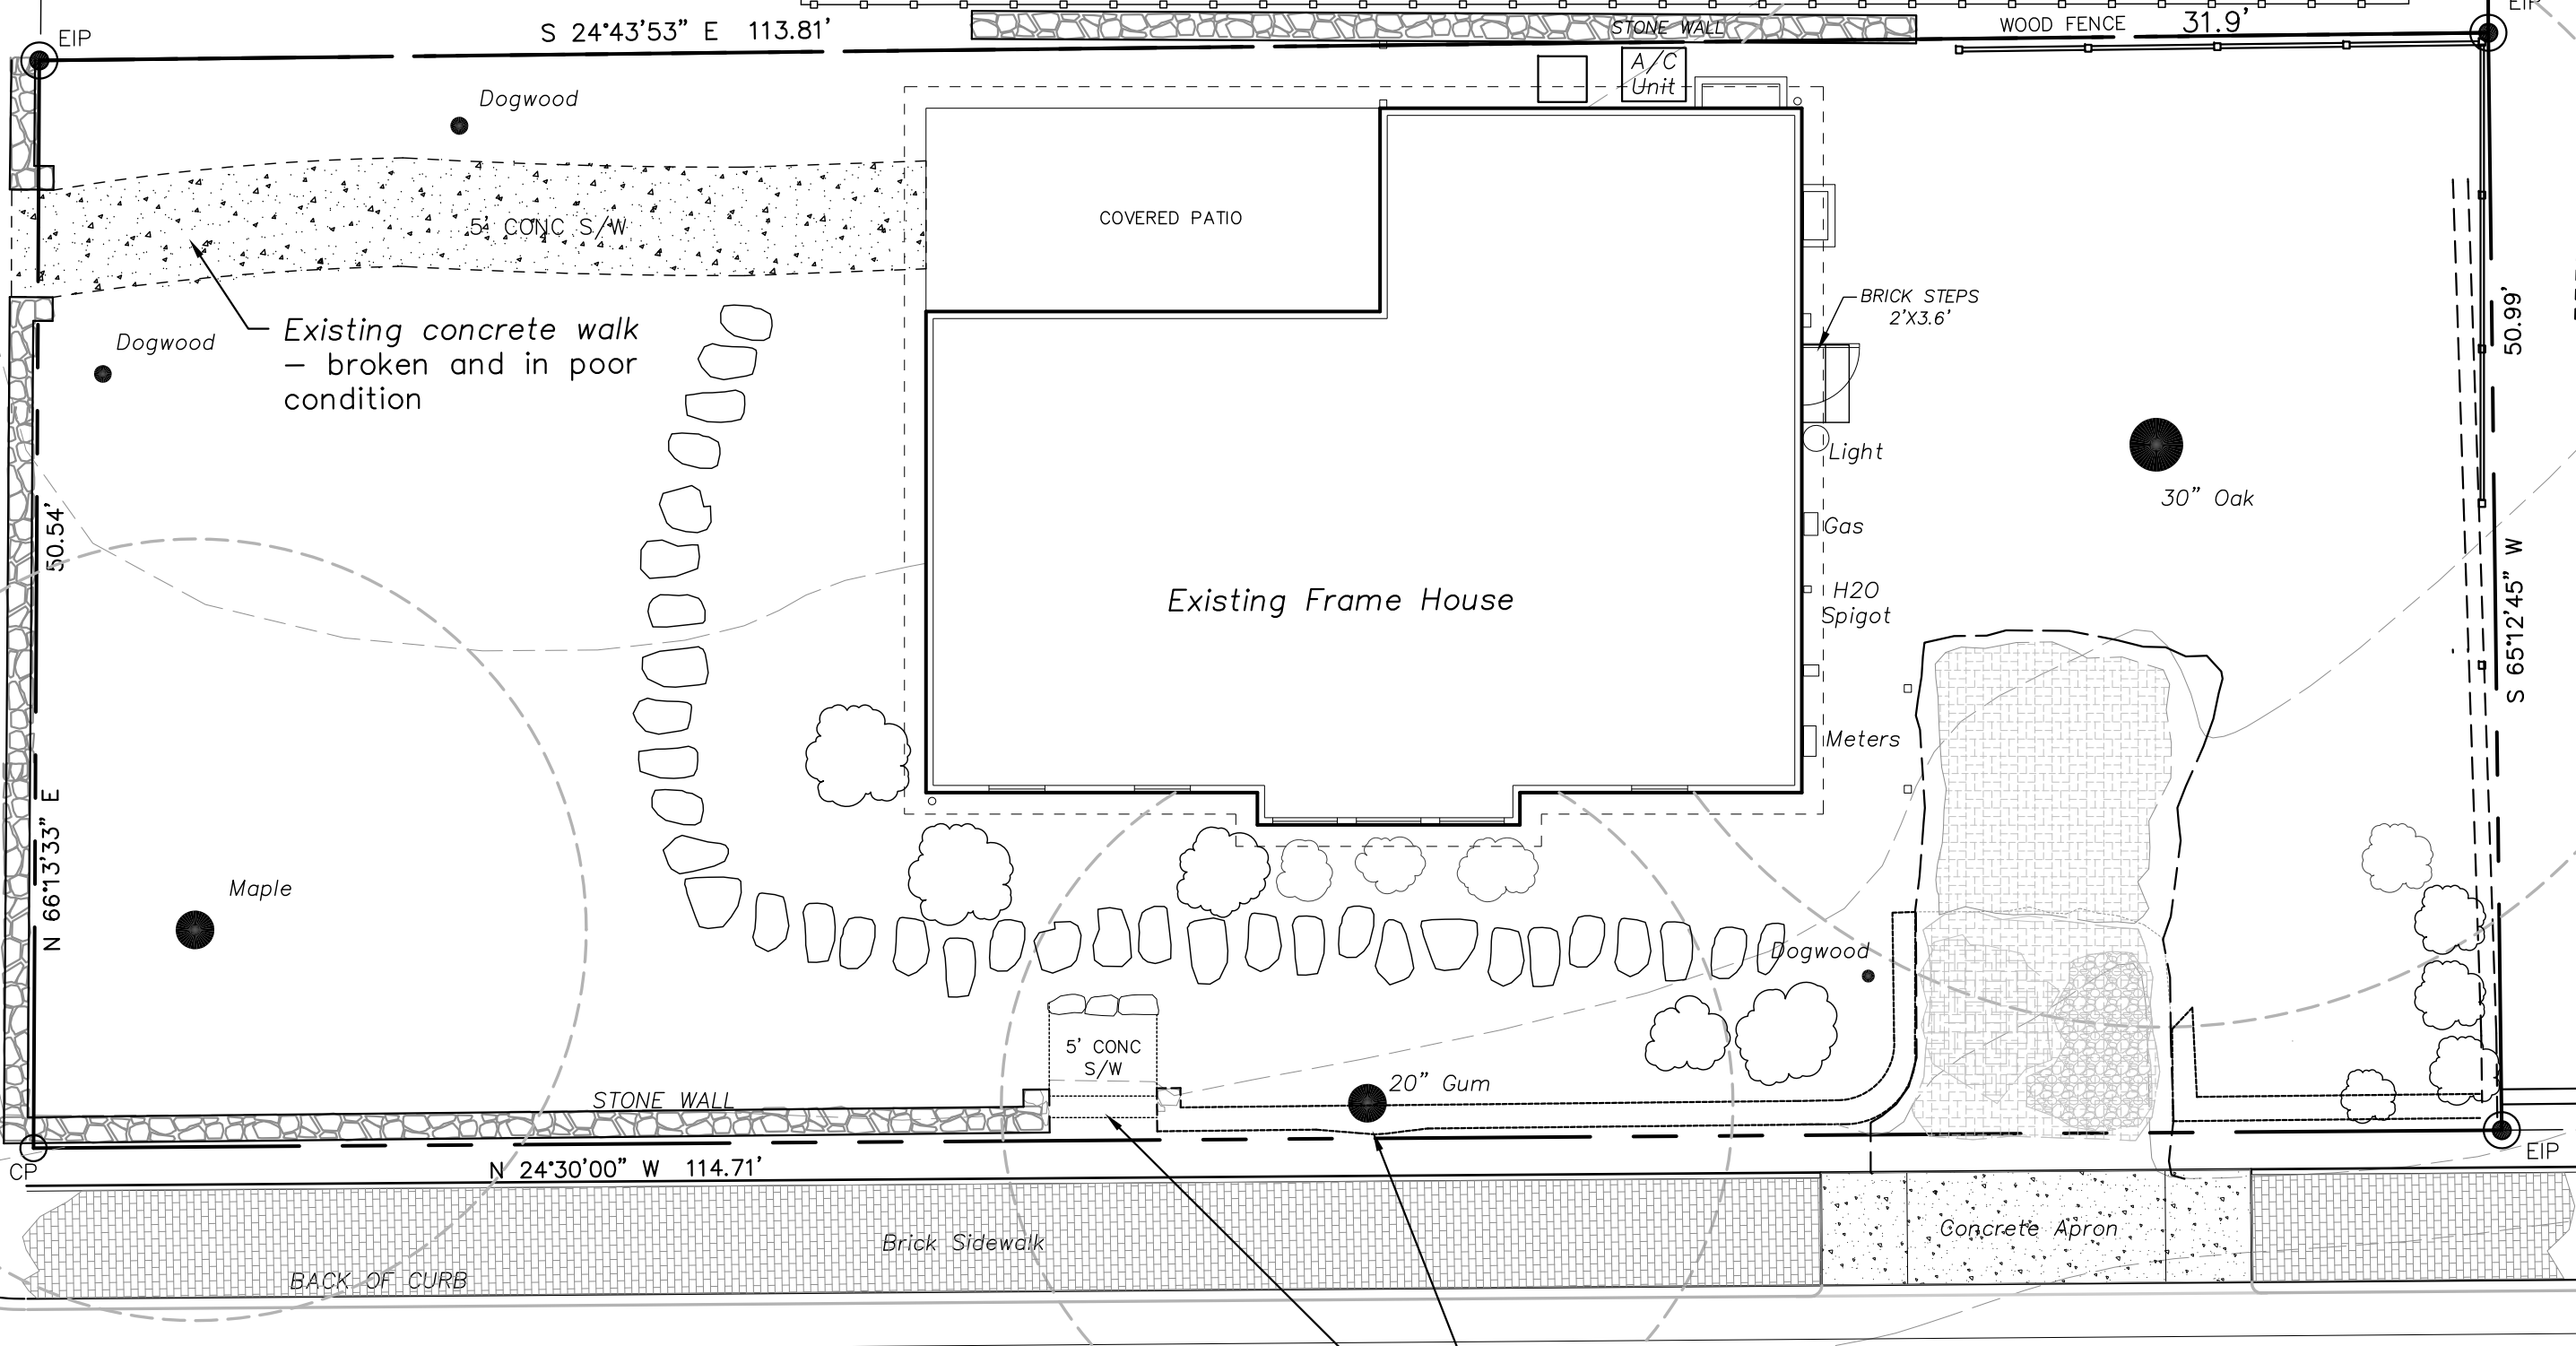 EIP
S 24°43'53" E 113.81'
STONE WALL
WOOD FENCE
31.9'
EIP
A/C
Unit
Dogwood
5' CONC S/W
COVERED PATIO
Existing concrete walk
– broken and in poor
condition
Dogwood
BRICK STEPS
2'X3.6'
50.99'
Light
30" Oak
50.54'
Gas
Existing Frame House
H2O
Spigot
S 65°12'45" W
Meters
N 66°13'33" E
Maple
Dogwood
5' CONC
S/W
20" Gum
STONE WALL
CP
N 24°30'00" W 114.71'
EIP
Brick Sidewalk
Concrete Apron
BACK OF CURB